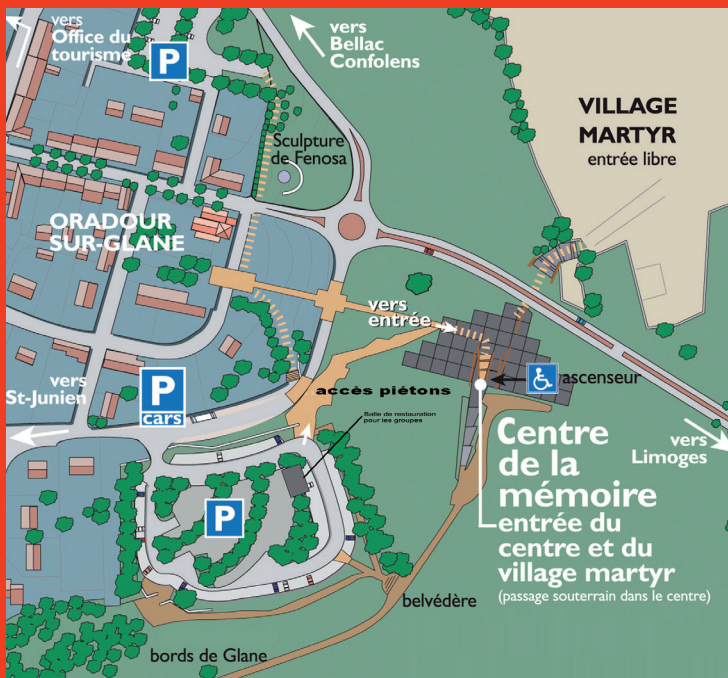 vers
Office du
tourisme
P
vers
Bellac
Confolens
VILLAGE
MARTYR
entrée libre
Sculpture
de Fenosa
ORADOUR
SUR-GLANE
vers
entrée
vers
St-Junien
P
cars
accès piétons
Salle de restauration
pour les groupes
ascenseur
P
Centre
de la
mémoire
entrée du
centre et du
village martyr
(passage souterrain dans le centre)
vers
Limoges
belvédère
bords de Glane